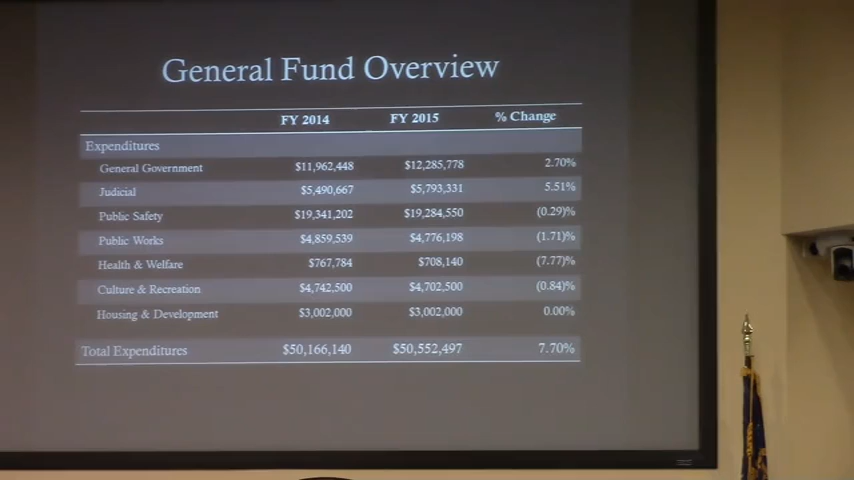 General Fund Overview
FY 2014 FY 2015 % Change
Expenditures
General Government $11,962,448 $12,285,778 2.70%
Judicial $5,490,667 $5,793,331 5.51%
Public Safety $19,341,202 $19,284,550 (0.29)%
Public Works $4,859,539 $4,776,198 (1.71)%
Health & Welfare $767,784 $708,140 (7.77)%
Culture & Recreation $4,742,500 $4,702,500 (0.84)%
Housing & Development $3,002,000 $3,002,000 0.00%
Total Expenditures $50,166,140 $50,552,497 7.70%